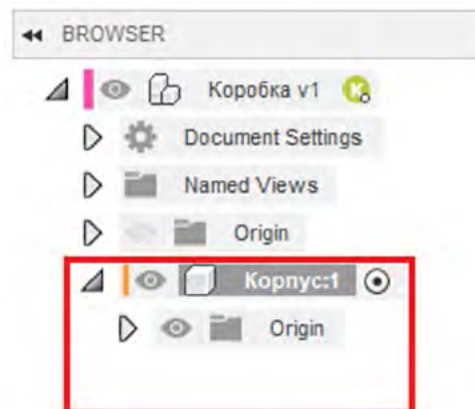 BROWSER
Коробка v1 K
Document Settings
Named Views
Origin
Корпус:1
Origin